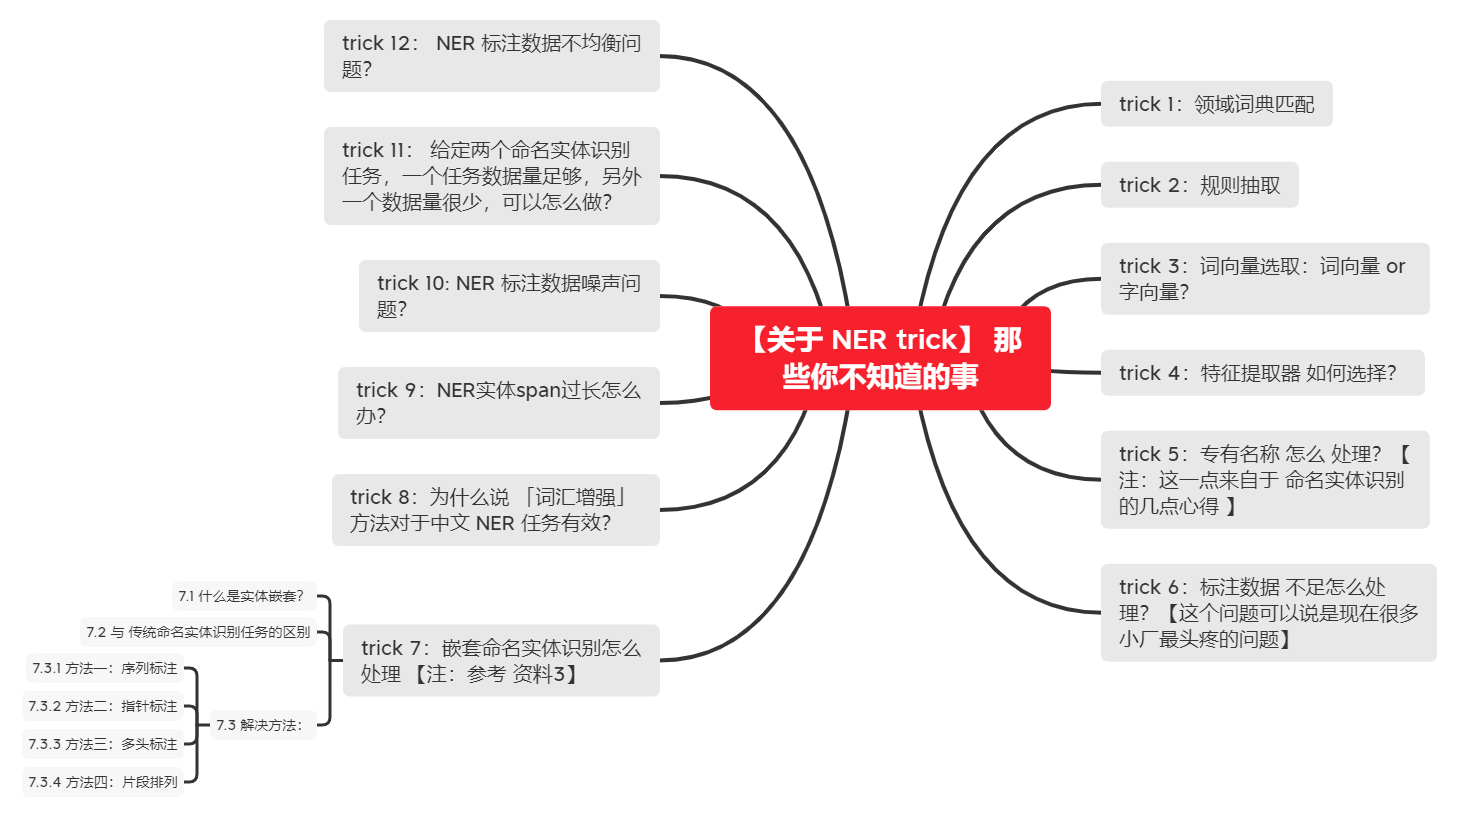 【关于 NER trick】 那
些你不知道的事
trick 1：领域词典匹配
trick 2：规则抽取
trick 3：词向量选取：词向量 or
字向量？
trick 4：特征提取器 如何选择？
trick 5：专有名称 怎么 处理？【
注：这一点来自于 命名实体识别
的几点心得 】
trick 6：标注数据 不足怎么处
理？【这个问题可以说是现在很多
小厂最头疼的问题】
trick 7：嵌套命名实体识别怎么
处理 【注：参考 资料3】
7.1 什么是实体嵌套？
7.2 与 传统命名实体识别任务的区别
7.3 解决方法：
7.3.1 方法一：序列标注
7.3.2 方法二：指针标注
7.3.3 方法三：多头标注
7.3.4 方法四：片段排列
trick 8：为什么说 「词汇增强」
方法对于中文 NER 任务有效？
trick 9：NER实体span过长怎么
办？
trick 10: NER 标注数据噪声问
题？
trick 11： 给定两个命名实体识别
任务，一个任务数据量足够，另外
一个数据量很少，可以怎么做？
trick 12： NER 标注数据不均衡问
题？